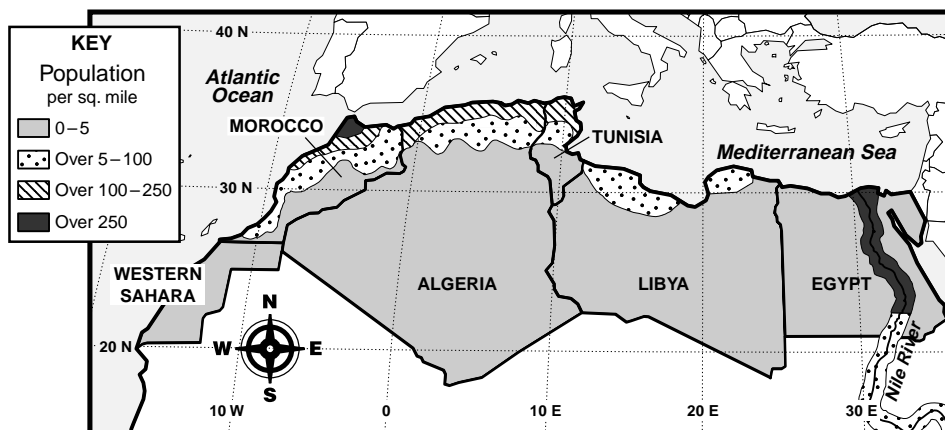 KEY
Population
per sq. mile
0–5
Over 5–100
Over 100–250
Over 250
40 N
Atlantic
Ocean
MOROCCO
TUNISIA
Mediterranean Sea
30 N
WESTERN
SAHARA
ALGERIA
LIBYA
EGYPT
N
W
E
S
20 N
Nile River
10 W
0
10 E
20 E
30 E